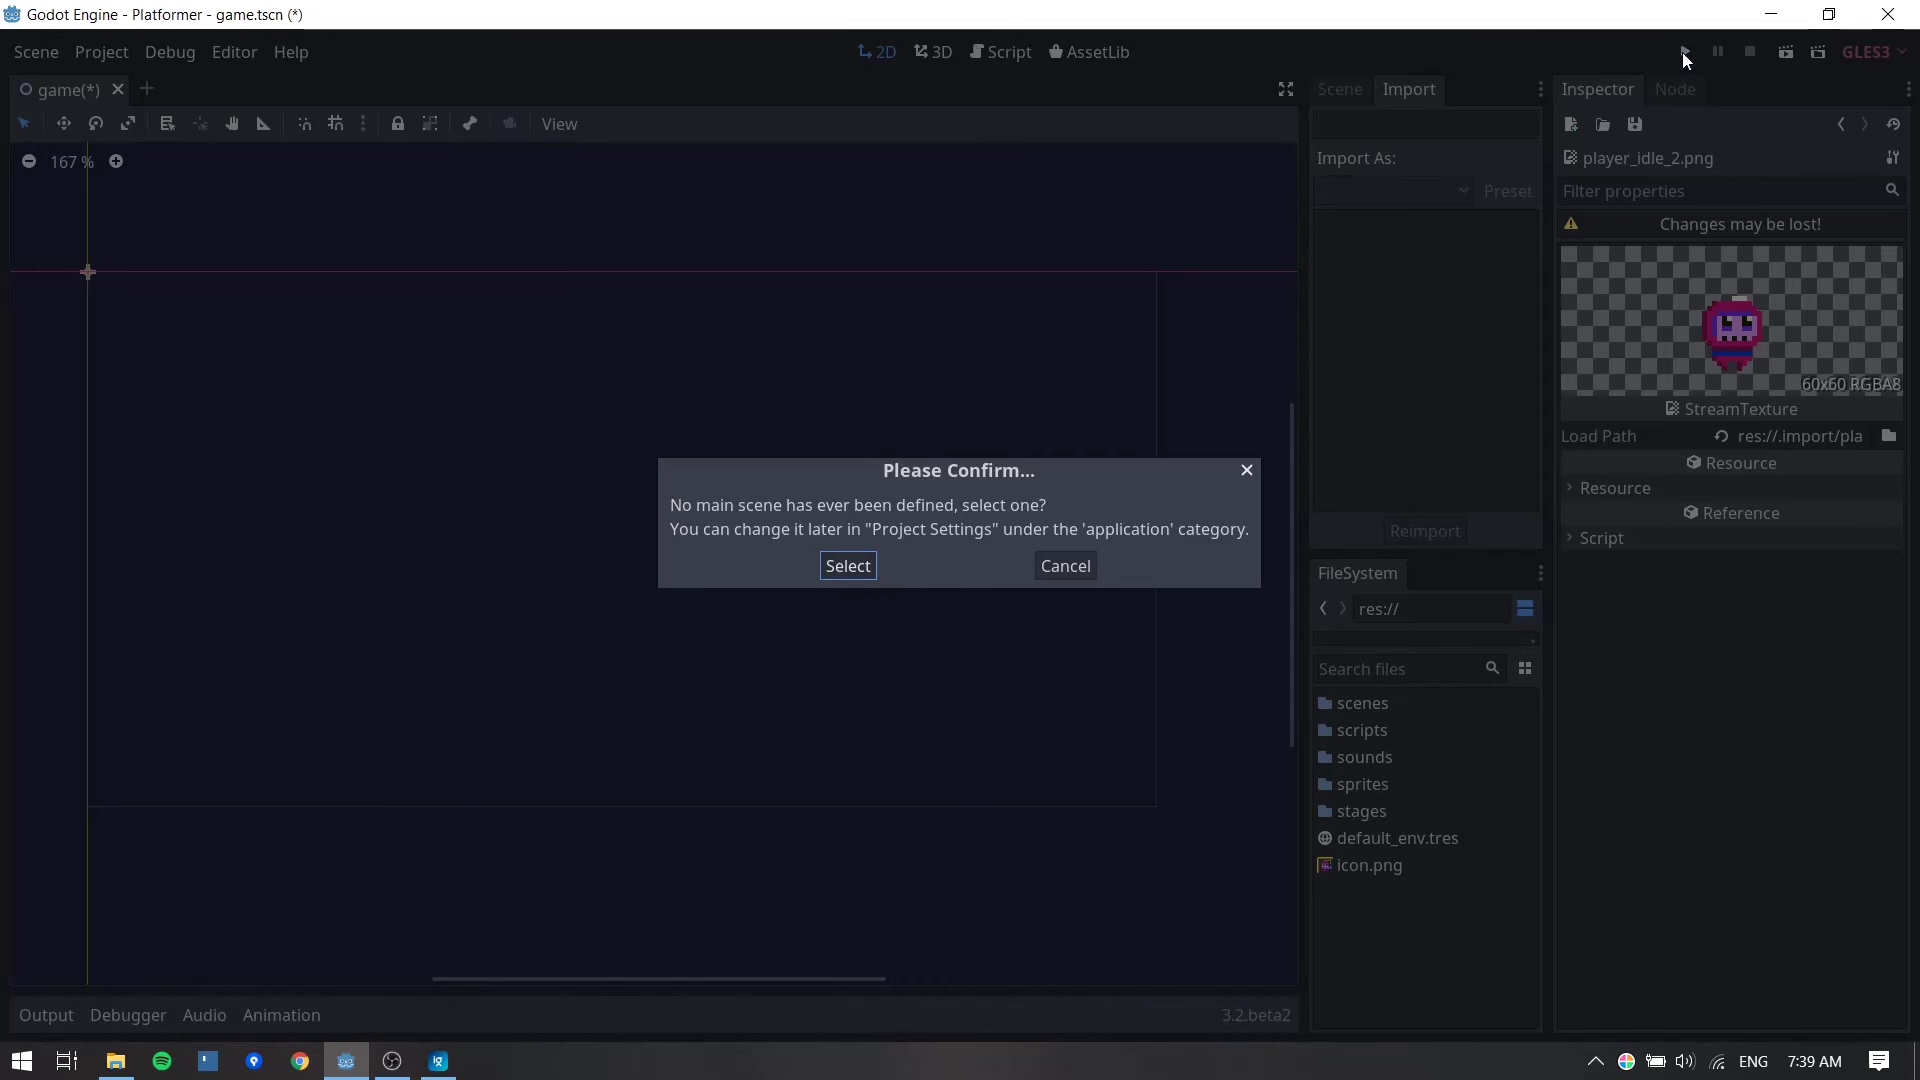 Godot Engine - Platformer - game.tscn (*)
Scene Project Debug Editor Help
2D 3D Script AssetLib
GLES3
game(*)
Scene Import
Inspector Node
View
167 %
Import As:
Preset
player_idle_2.png
Filter properties
Changes may be lost!
60x60 RGBA8
StreamTexture
Load Path res://.import/pla
Resource
Resource
Reference
Script
Please Confirm...
No main scene has ever been defined, select one?
You can change it later in "Project Settings" under the 'application' category.
Select Cancel
Reimport
FileSystem
res://
Search files
scenes
scripts
sounds
sprites
stages
default_env.tres
icon.png
Output Debugger Audio Animation
3.2.beta2
ENG 7:39 AM